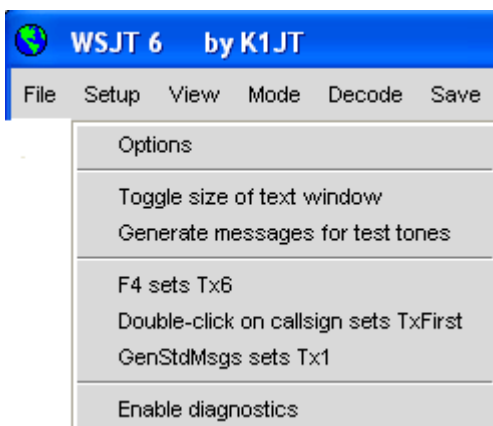 WSJT 6 by K1JT
File Setup View Mode Decode Save
Options
Toggle size of text window
Generate messages for test tones
F4 sets Tx6
Double-click on callsign sets TxFirst
GenStdMsgs sets Tx1
Enable diagnostics